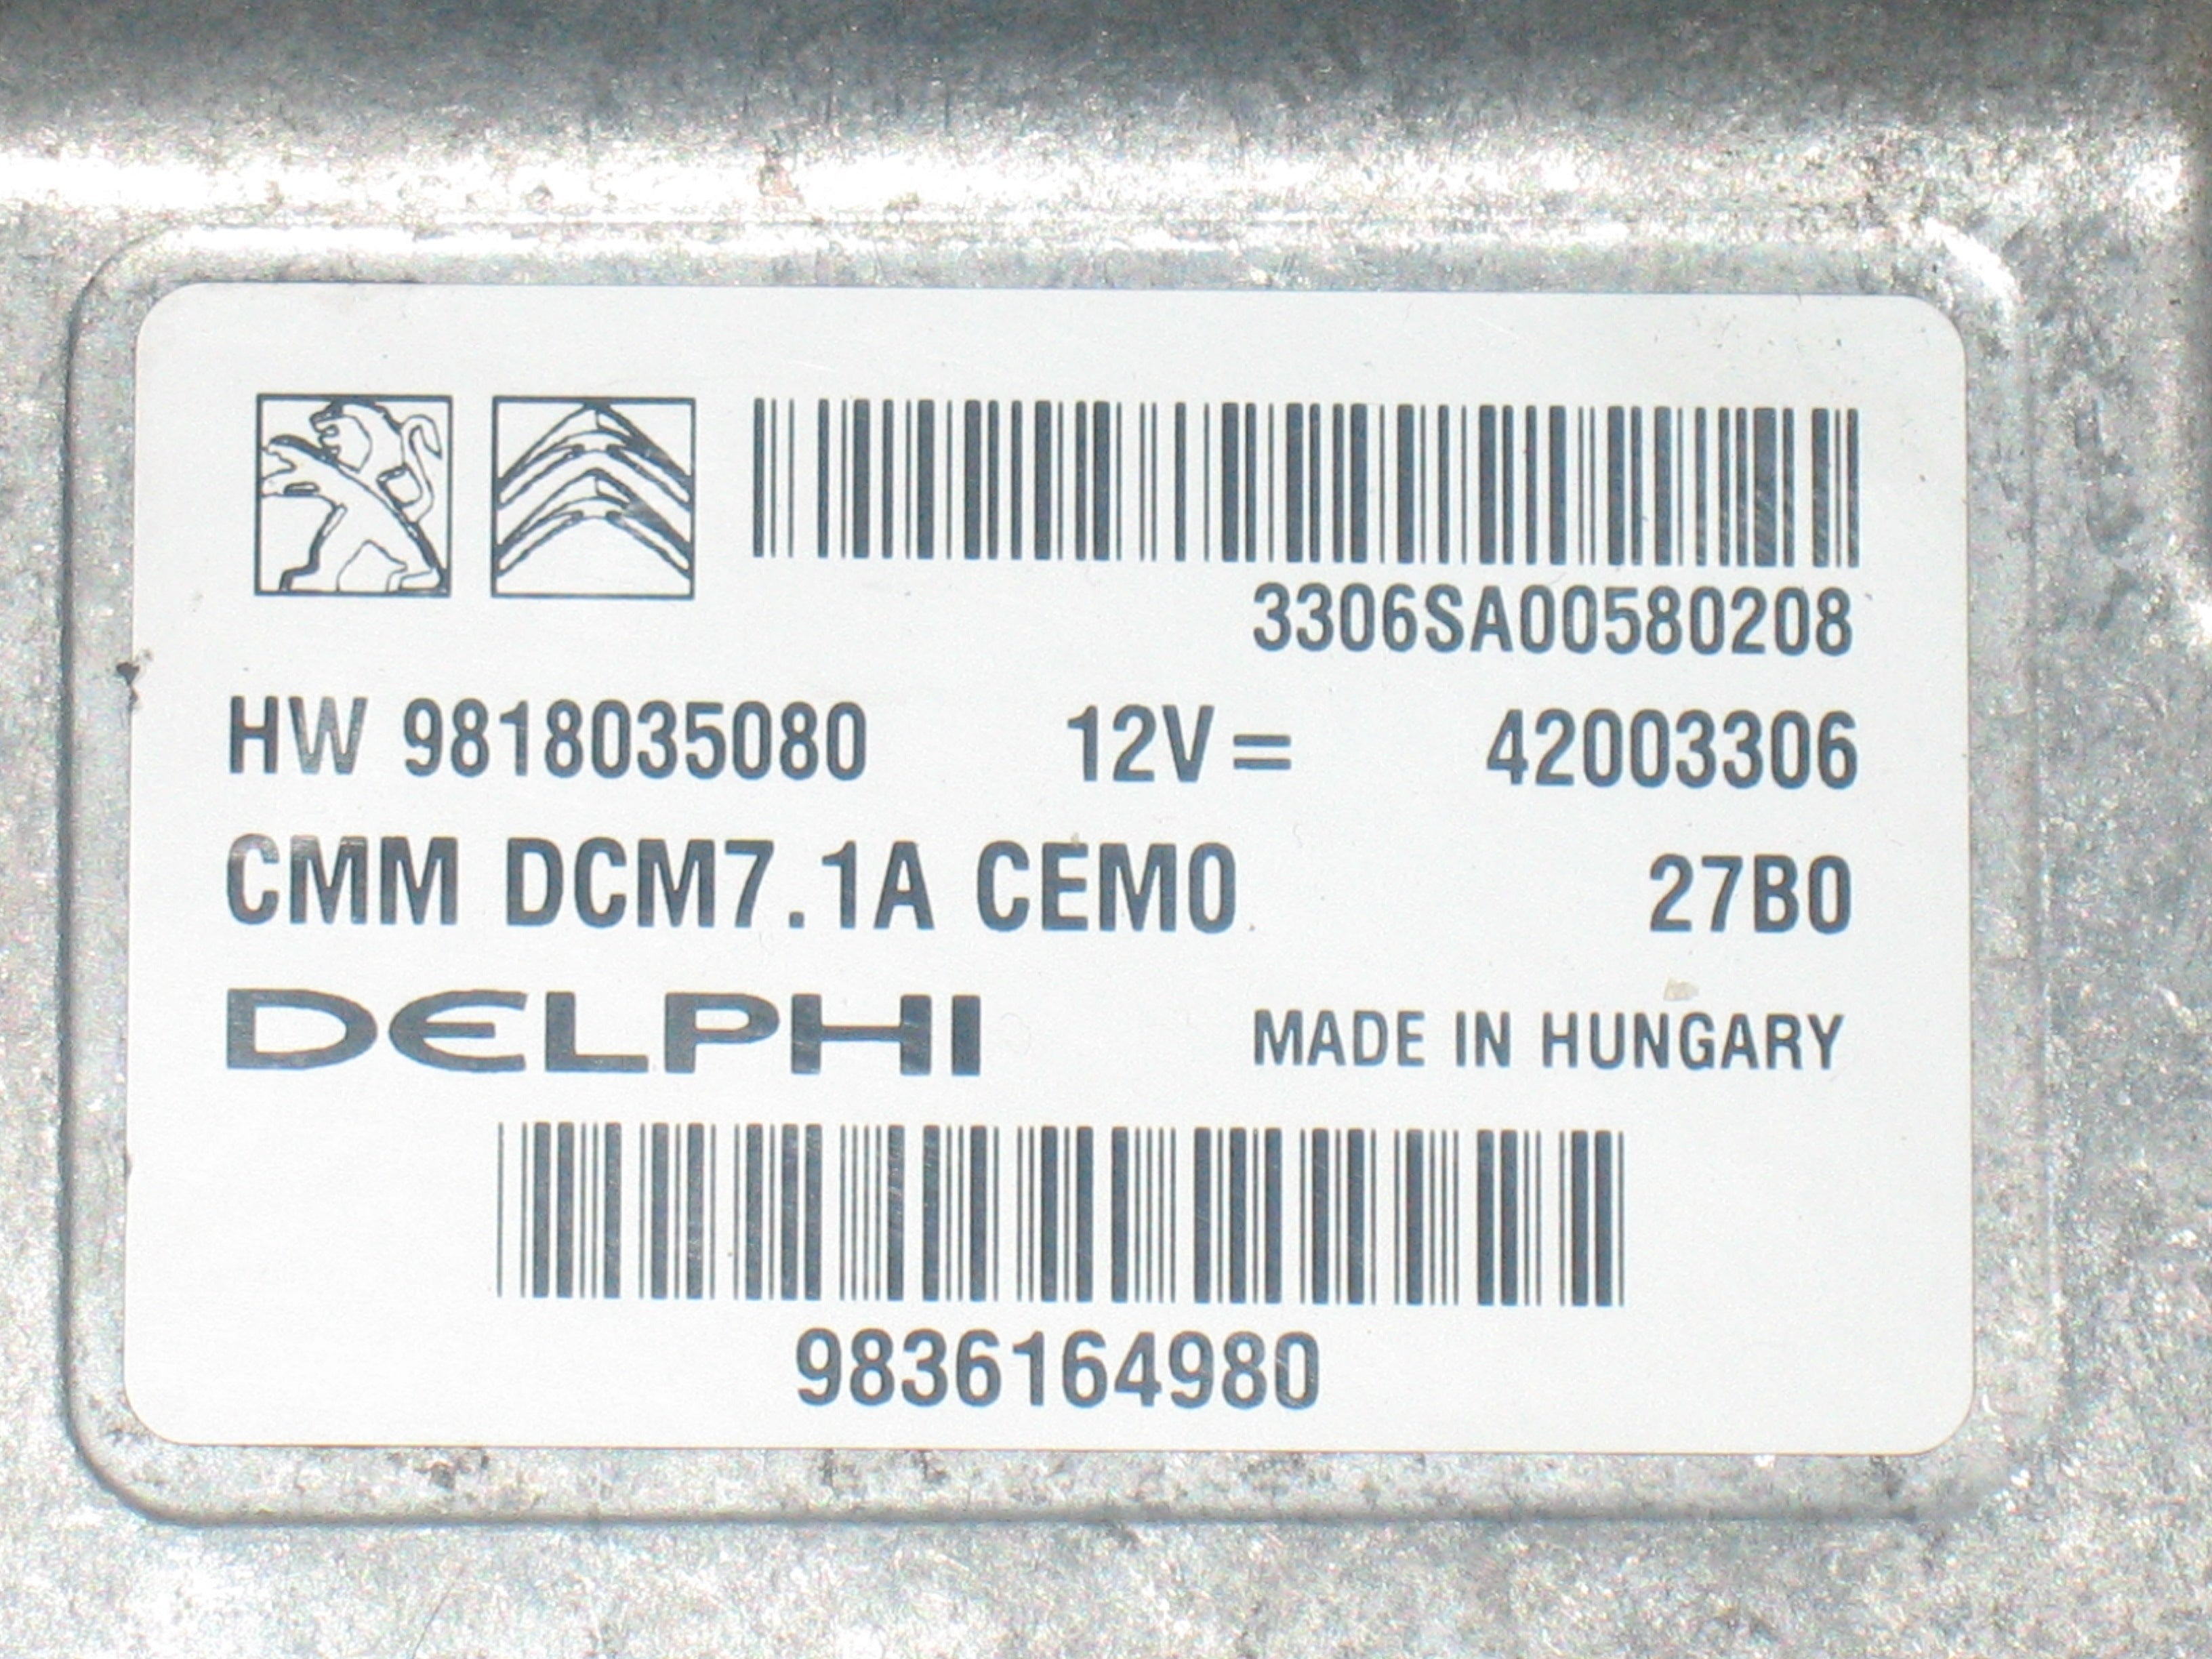 3306SA00580208
HW 9818035080 12V = 42003306
CMM DCM7.1A CEM0 27B0
DELPHI MADE IN HUNGARY
9836164980